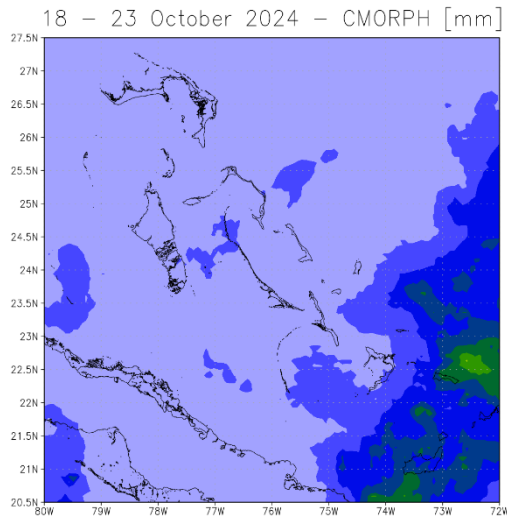 18 – 23 October 2024 – CMORPH [mm]
27.5N
27N
26.5N
26N
25.5N
25N
24.5N
24N
23.5N
23N
22.5N
22N
21.5N
21N
20.5N
80W 79W 78W 77W 76W 75W 74W 73W 72W